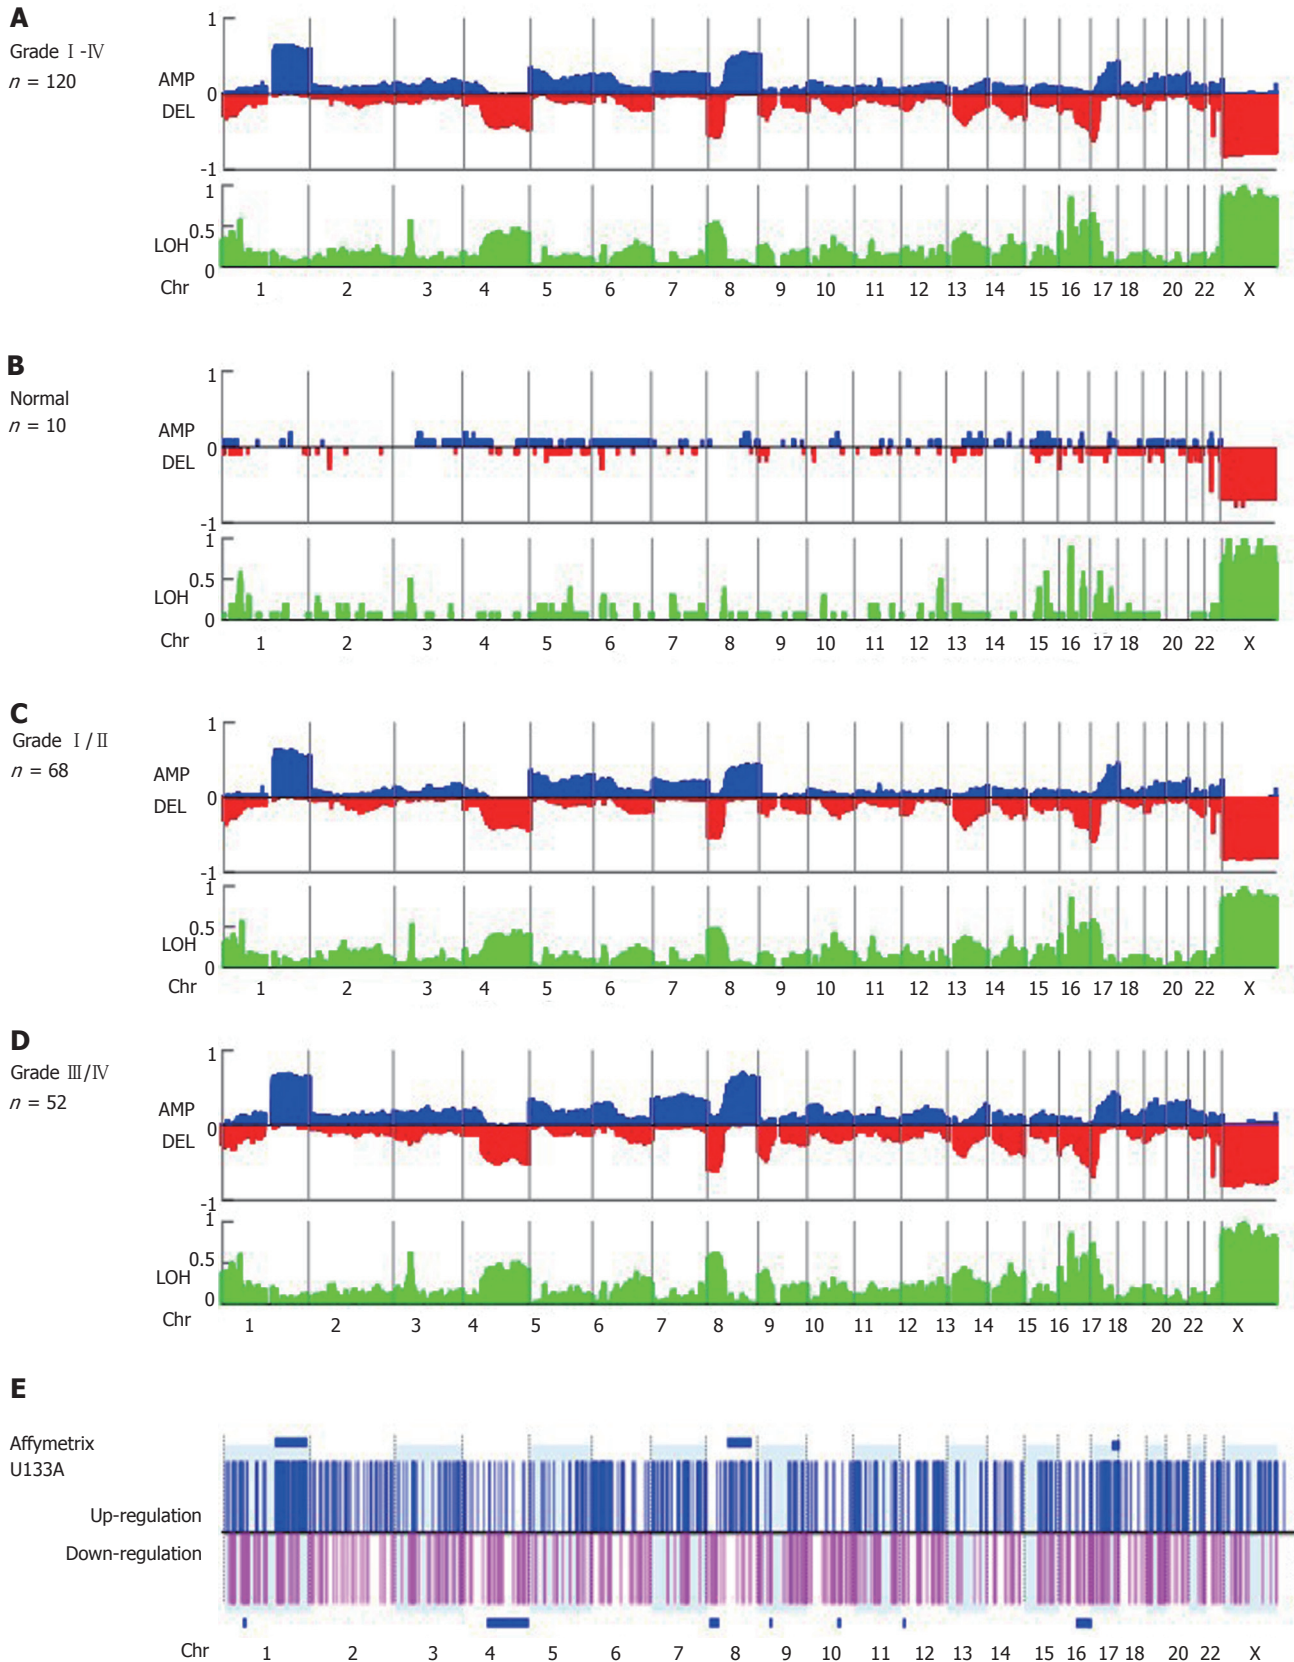 A
Grade Ⅰ-Ⅳ
n = 120
1
AMP
0
DEL
-1
1
0.5
LOH
0
Chr 1 2 3 4 5 6 7 8 9 10 11 12 13 14 15 16 17 18 20 22 X
B
Normal
n = 10
1
AMP
0
DEL
-1
1
0.5
LOH
0
Chr 1 2 3 4 5 6 7 8 9 10 11 12 13 14 15 16 17 18 20 22 X
C
Grade Ⅰ/Ⅱ
n = 68
1
AMP
0
DEL
-1
1
0.5
LOH
0
Chr 1 2 3 4 5 6 7 8 9 10 11 12 13 14 15 16 17 18 20 22 X
D
Grade Ⅲ/Ⅳ
n = 52
1
AMP
0
DEL
-1
1
0.5
LOH
0
Chr 1 2 3 4 5 6 7 8 9 10 11 12 13 14 15 16 17 18 20 22 X
E
Affymetrix
U133A
Up-regulation
Down-regulation
Chr 1 2 3 4 5 6 7 8 9 10 11 12 13 14 15 16 17 18 20 22 X